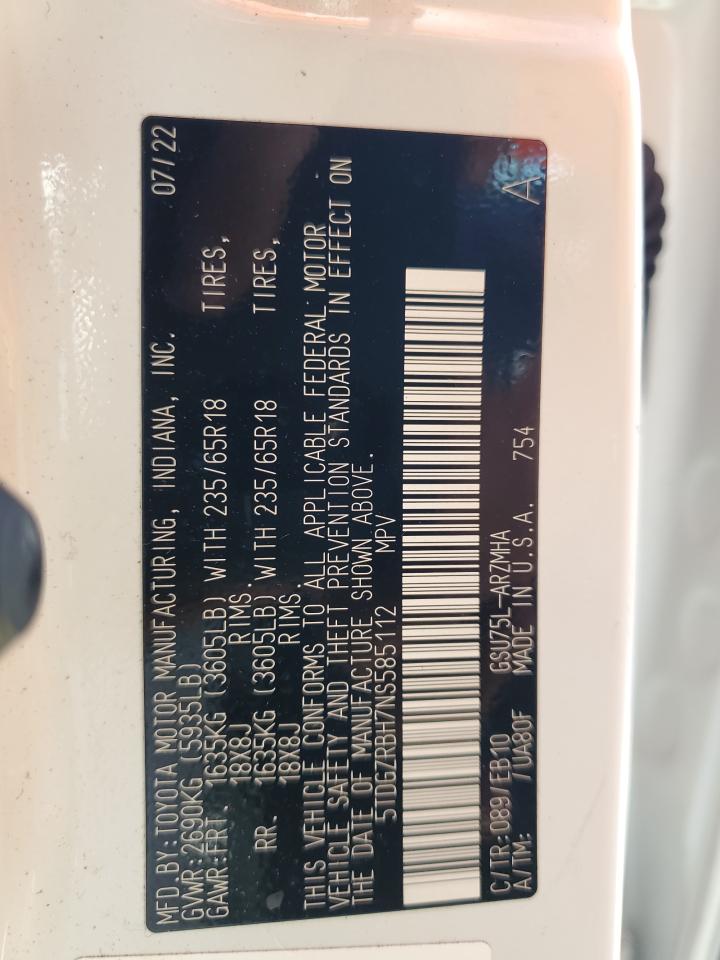 MFD BY:TOYOTA MOTOR MANUFACTURING, INDIANA, INC. 07/22
GVWR:2690KG (5935LB)
GAWR:FRT. 1635KG (3605LB) WITH 235/65R18 TIRES,
18X8J RIMS.
RR. 1635KG (3605LB) WITH 235/65R18 TIRES,
18X8J RIMS.
THIS VEHICLE CONFORMS TO ALL APPLICABLE FEDERAL MOTOR
VEHICLE SAFETY AND THEFT PREVENTION STANDARDS IN EFFECT ON
THE DATE OF MANUFACTURE SHOWN ABOVE.
5TDGZRBH7NS585112 MPV
C/TR:089/EB10 GSU75L-ARZMHA
A/TM: /UA80F MADE IN U.S.A. 754 A